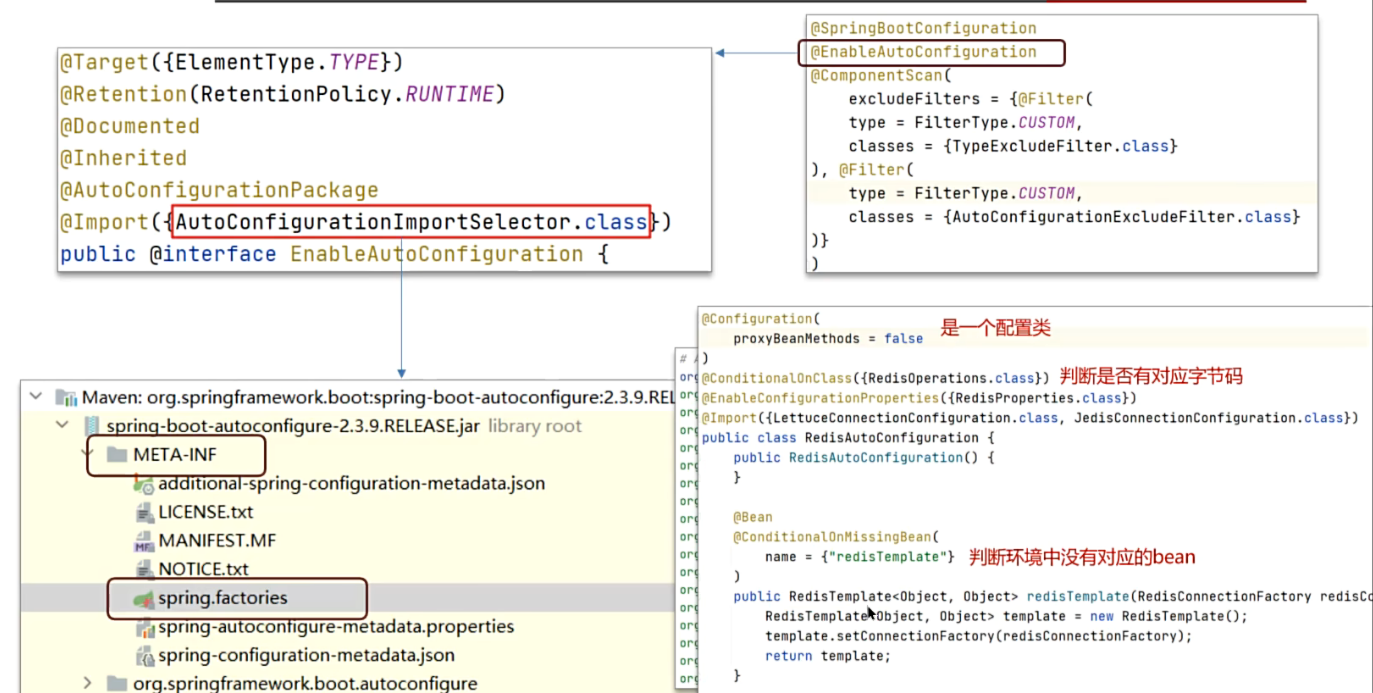 @Target({ElementType.TYPE})
@Retention(RetentionPolicy.RUNTIME)
@Documented
@Inherited
@AutoConfigurationPackage
@Import({AutoConfigurationImportSelector.class})
public @interface EnableAutoConfiguration {
@SpringBootConfiguration
@EnableAutoConfiguration
@ComponentScan(
excludeFilters = {@Filter(
type = FilterType.CUSTOM,
classes = {TypeExcludeFilter.class}
), @Filter(
type = FilterType.CUSTOM,
classes = {AutoConfigurationExcludeFilter.class}
)}
)
Maven: org.springframework.boot:spring-boot-autoconfigure:2.3.9.REL
spring-boot-autoconfigure-2.3.9.RELEASE.jar library root
META-INF
additional-spring-configuration-metadata.json
LICENSE.txt
MANIFEST.MF
NOTICE.txt
spring.factories
spring-autoconfigure-metadata.properties
spring-configuration-metadata.json
org.springframework.boot.autoconfigure
@Configuration(
是一个配置类
proxyBeanMethods = false
)
@ConditionalOnClass({RedisOperations.class}) 判断是否有对应字节码
@EnableConfigurationProperties({RedisProperties.class})
@Import({LettuceConnectionConfiguration.class, JedisConnectionConfiguration.class})
public class RedisAutoConfiguration {
public RedisAutoConfiguration() {
}
@Bean
@ConditionalOnMissingBean(
name = {"redisTemplate"} 判断环境中没有对应的bean
)
public RedisTemplate<Object, Object> redisTemplate(RedisConnectionFactory redisCo
RedisTemplate<Object, Object> template = new RedisTemplate();
template.setConnectionFactory(redisConnectionFactory);
return template;
}